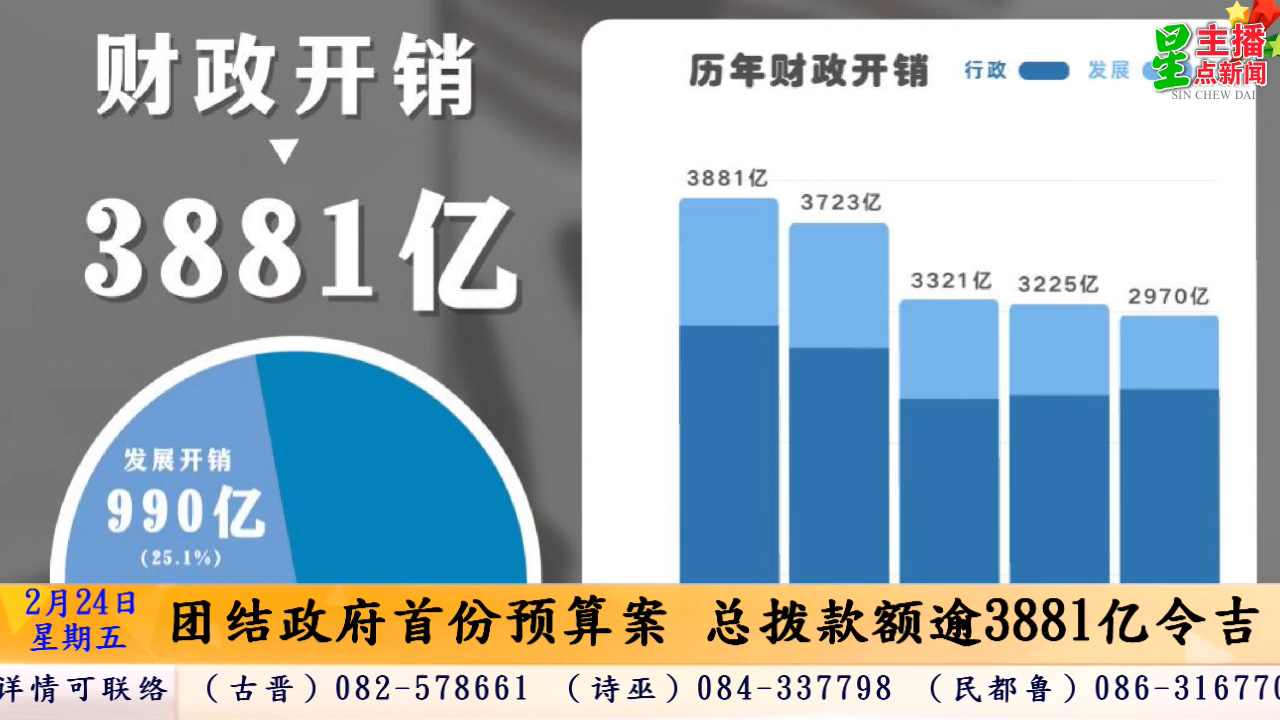 财政开销
3881亿
发展开销
990亿
(25.1%)
历年财政开销
行政
发展
3881亿
3723亿
3321亿
3225亿
2970亿
星
主播
点新闻
SIN CHEW DAI
2月24日
星期五
团结政府首份预算案 总拨款额逾3881亿令吉
详情可联络 （古晋）082-578661 （诗巫）084-337798 （民都鲁）086-316770